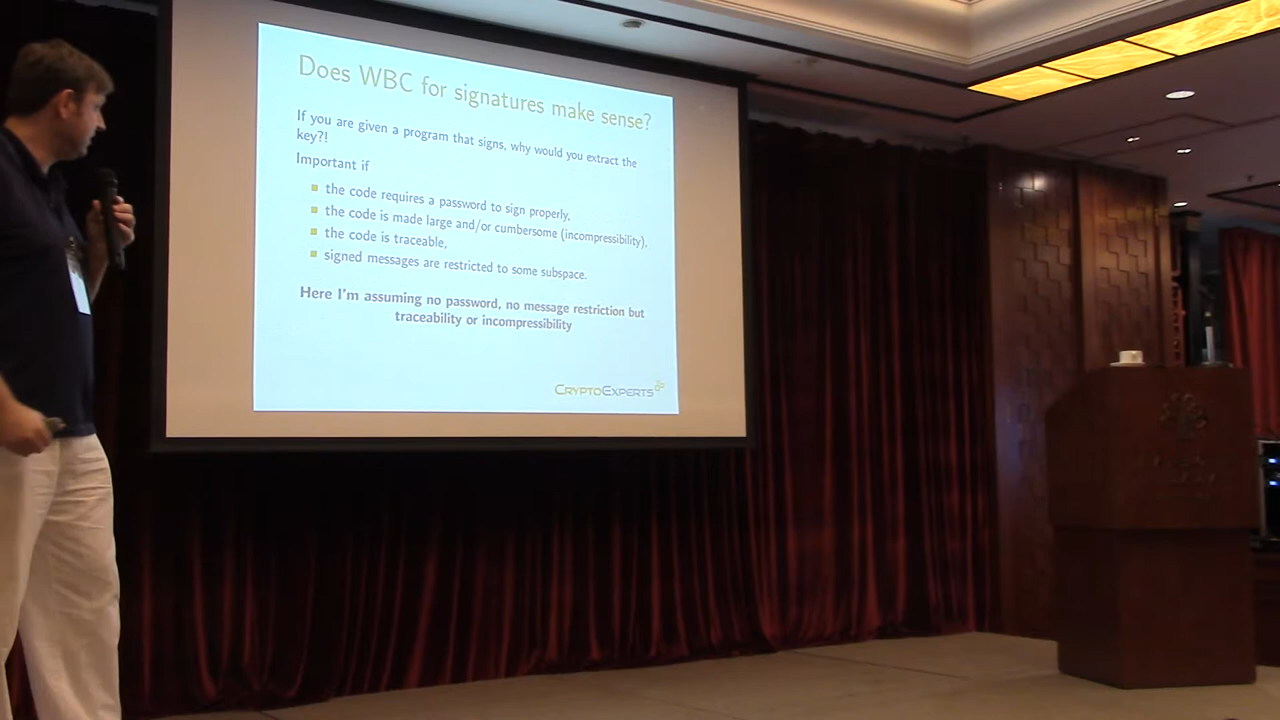 Does WBC for signatures make sense?
If you are given a program that signs, why would you extract the
key?!
Important if
the code requires a password to sign properly,
the code is made large and/or cumbersome (incompressibility),
the code is traceable,
signed messages are restricted to some subspace.
Here I'm assuming no password, no message restriction but
traceability or incompressibility
CRYPTOEXPERTS